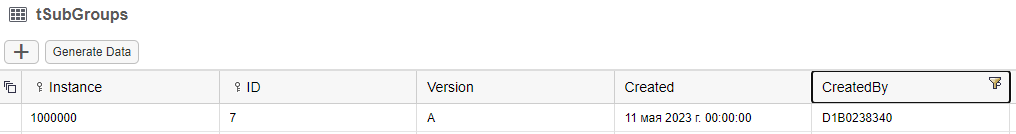 tSubGroups
Generate Data
Instance ID Version Created CreatedBy
1000000 7 A 11 мая 2023 г. 00:00:00 D1B0238340